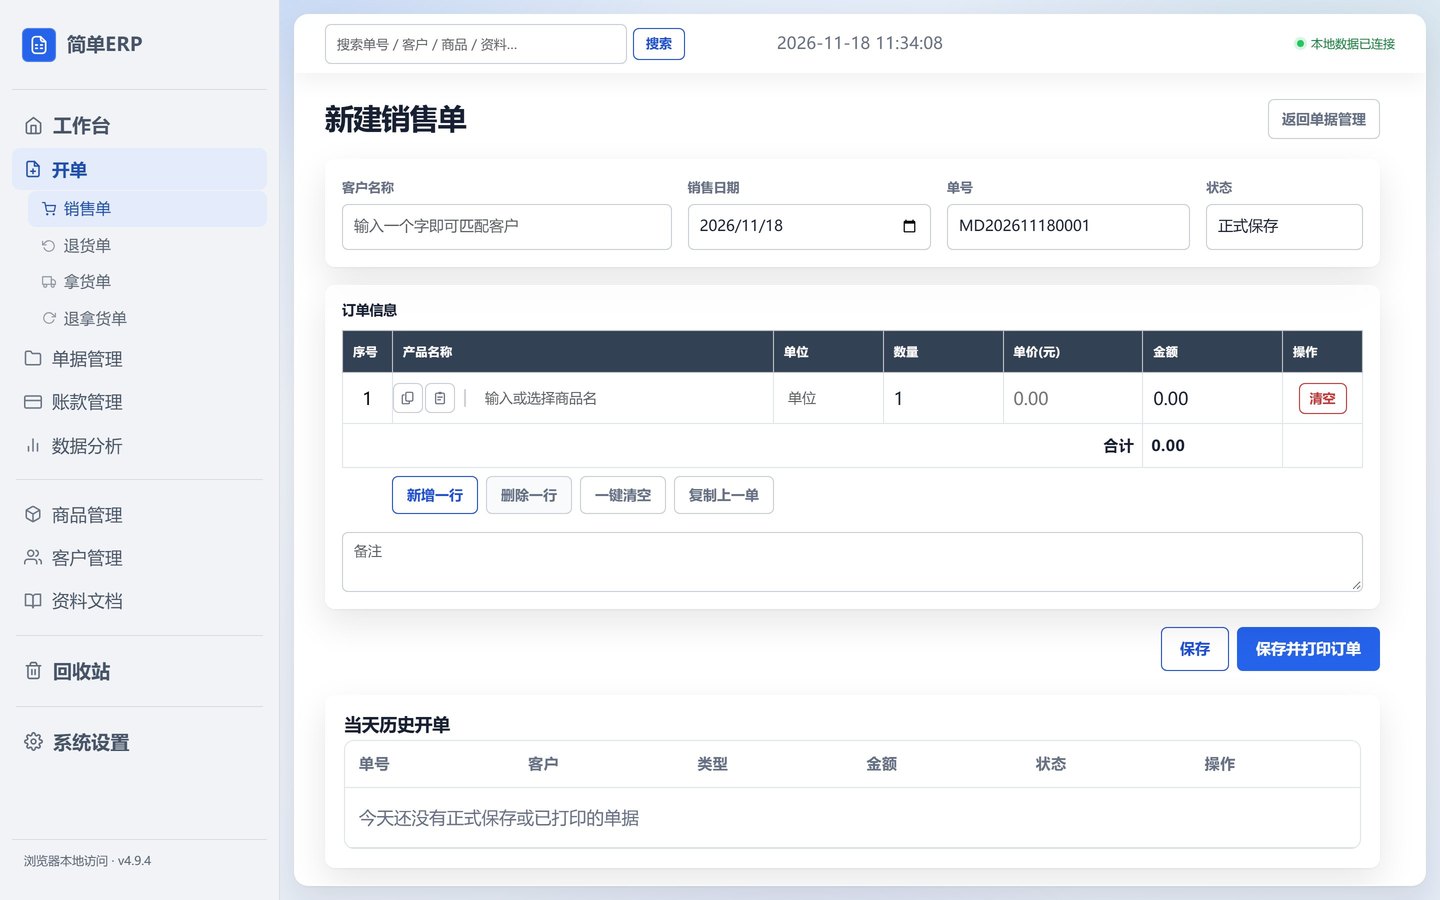 简单ERP
工作台
开单
销售单
退货单
拿货单
退拿货单
单据管理
账款管理
数据分析
商品管理
客户管理
资料文档
回收站
系统设置
浏览器本地访问 · v4.9.4
搜索单号 / 客户 / 商品 / 资料... 搜索 2026-11-18 11:34:08 本地数据已连接
新建销售单 返回单据管理
客户名称 销售日期 单号 状态
输入一个字即可匹配客户 2026/11/18 MD202611180001 正式保存
订单信息
序号 产品名称 单位 数量 单价(元) 金额 操作
1 输入或选择商品名 单位 1 0.00 0.00 清空
合计 0.00
新增一行 删除一行 一键清空 复制上一单
备注
保存 保存并打印订单
当天历史开单
单号 客户 类型 金额 状态 操作
今天还没有正式保存或已打印的单据